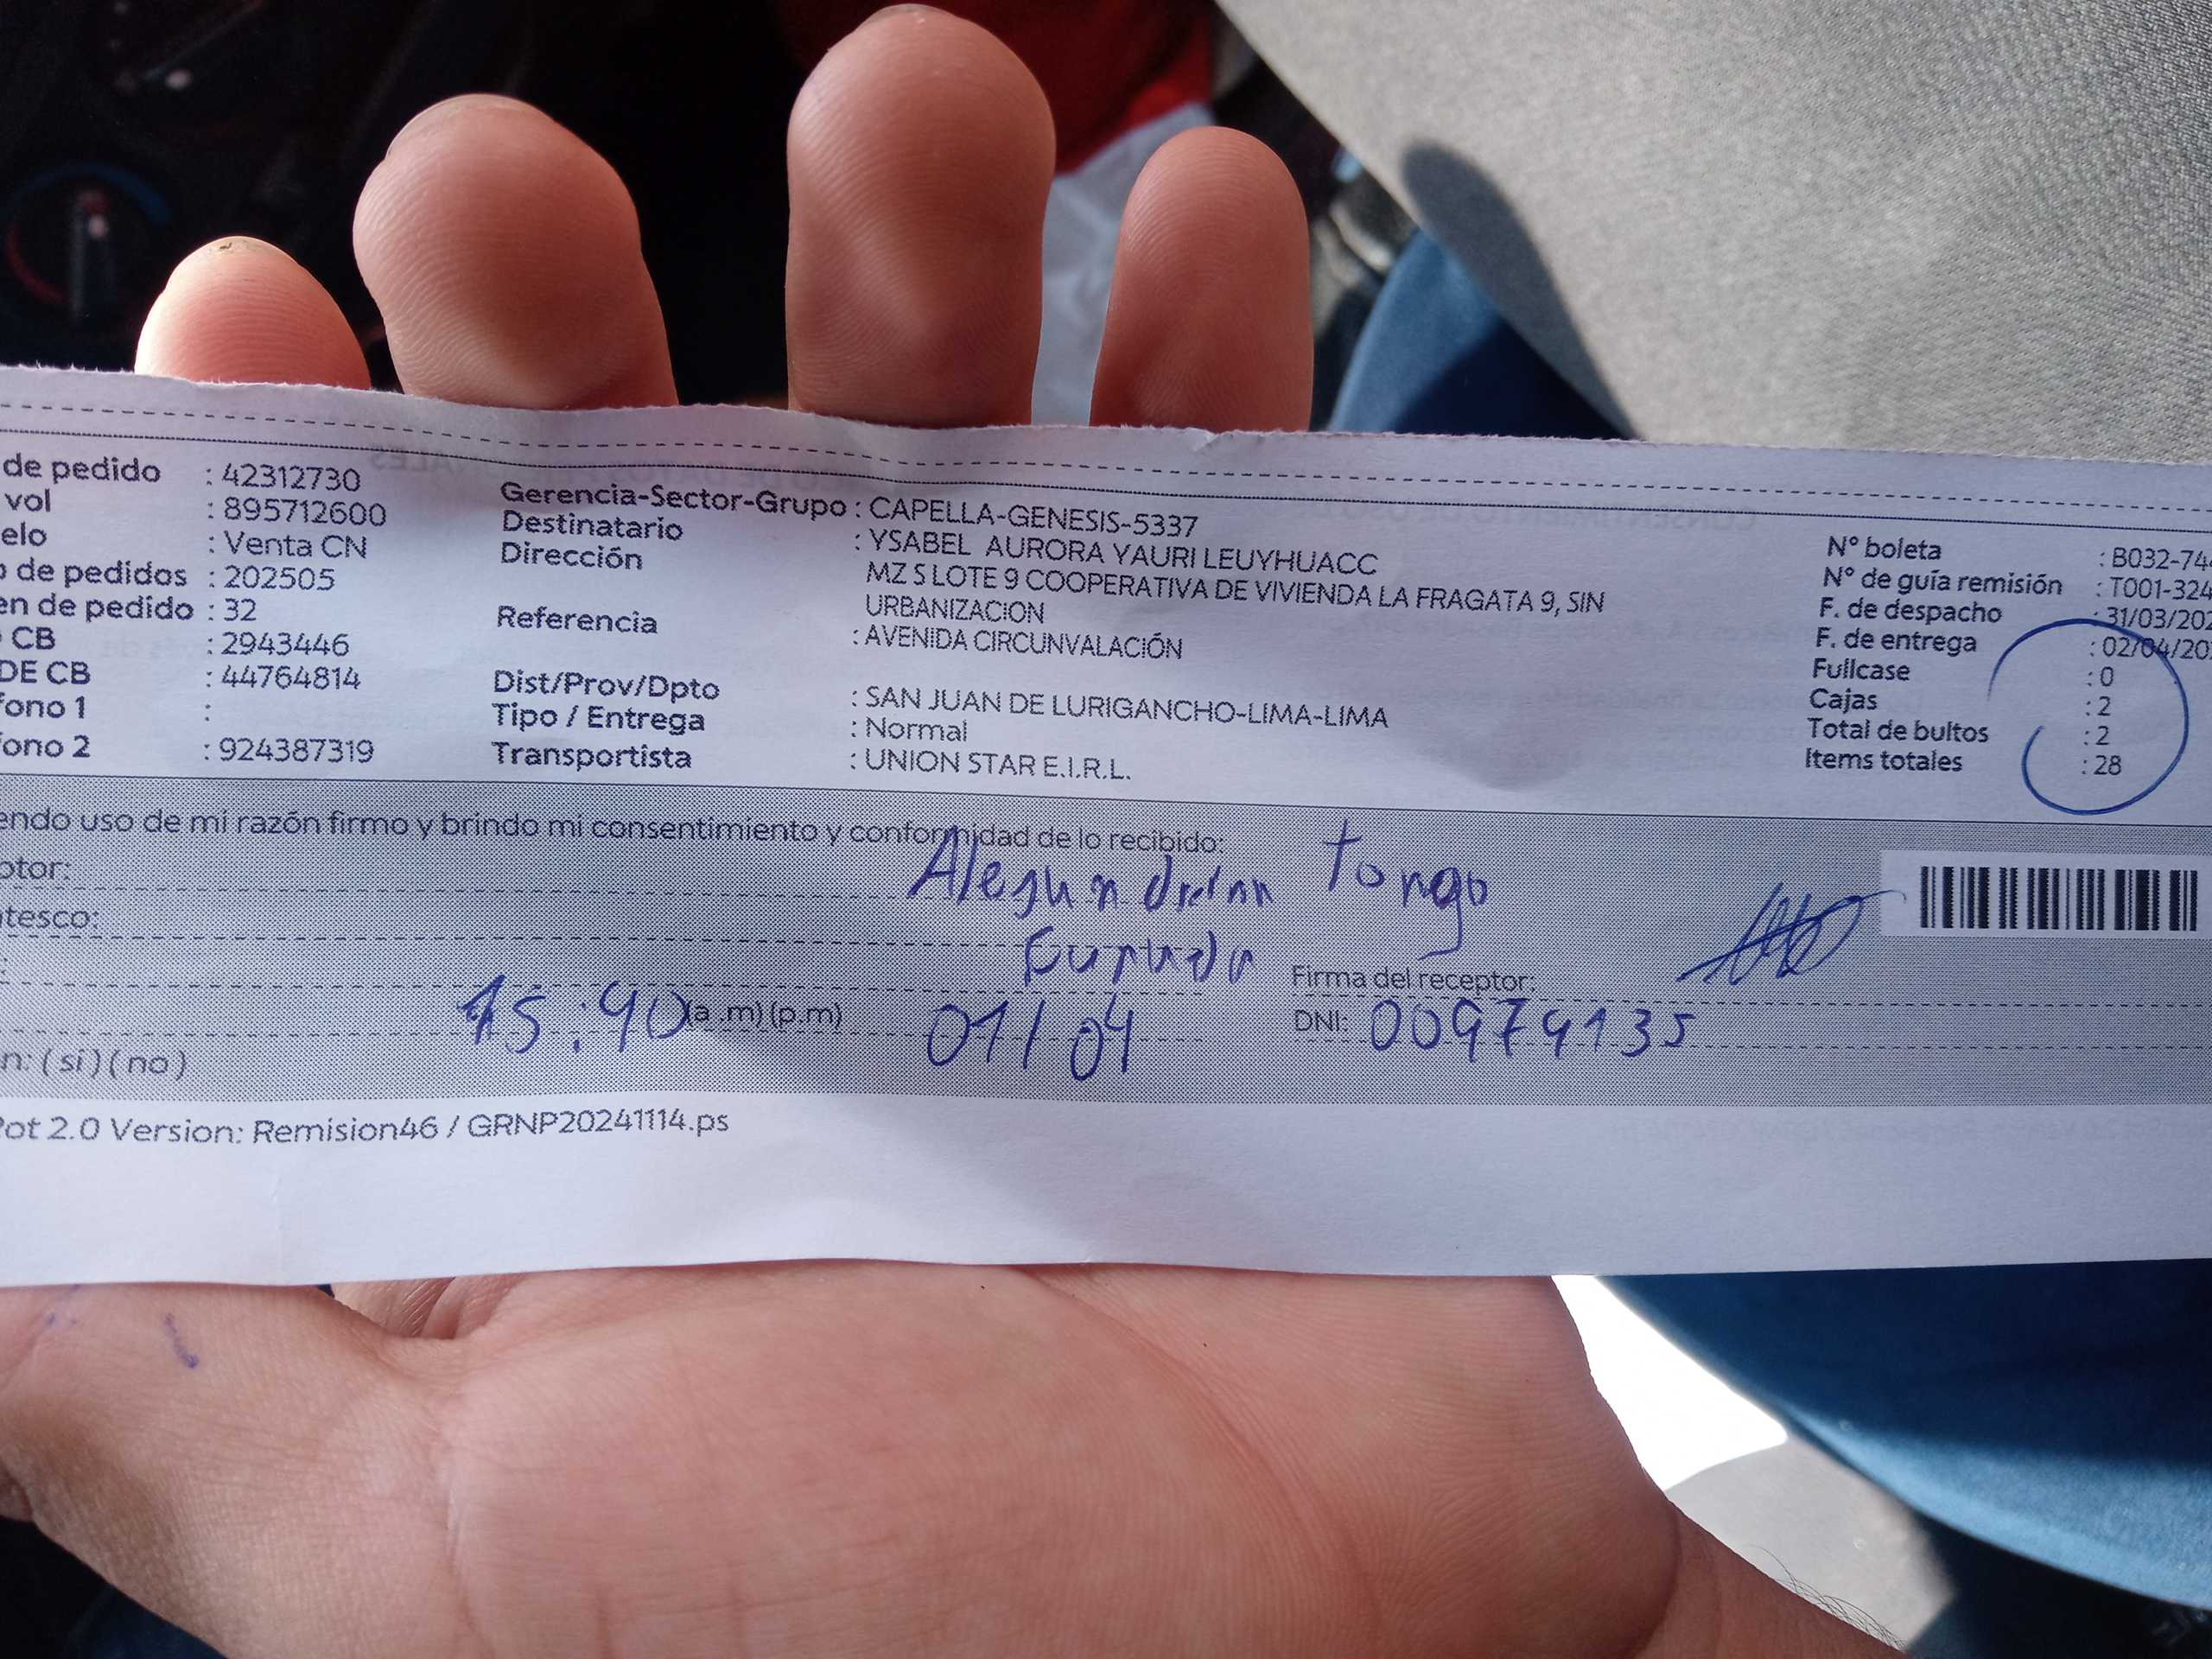 de pedido : 42312730
vol : 895712600
elo : Venta CN
o de pedidos : 202505
en de pedido : 32
CB : 2943446
DE CB : 44764814
fono 1 :
fono 2 : 924387319
Gerencia-Sector-Grupo : CAPELLA-GENESIS-5337
Destinatario : YSABEL AURORA YAURI LEUYHUACC
Dirección MZ S LOTE 9 COOPERATIVA DE VIVIENDA LA FRAGATA 9, SIN
URBANIZACION
Referencia : AVENIDA CIRCUNVALACIÓN
Dist/Prov/Dpto : SAN JUAN DE LURIGANCHO-LIMA-LIMA
Tipo / Entrega : Normal
Transportista : UNION STAR E.I.R.L.
N° boleta : B032-744
N° de guía remisión : T001-324
F. de despacho : 31/03/202
F. de entrega : 02/04/202
Fullcase : 0
Cajas : 2
Total de bultos : 2
Items totales : 28
endo uso de mi razón firmo y brindo mi consentimiento y conformidad de lo recibido:
ptor: Tongo
ntesco:
: Firma del receptor:
15:40 (a.m) (p.m) 01/04 DNI: 00974135
n: (si) (no)
Pot 2.0 Version: Remision46 / GRNP20241114.ps